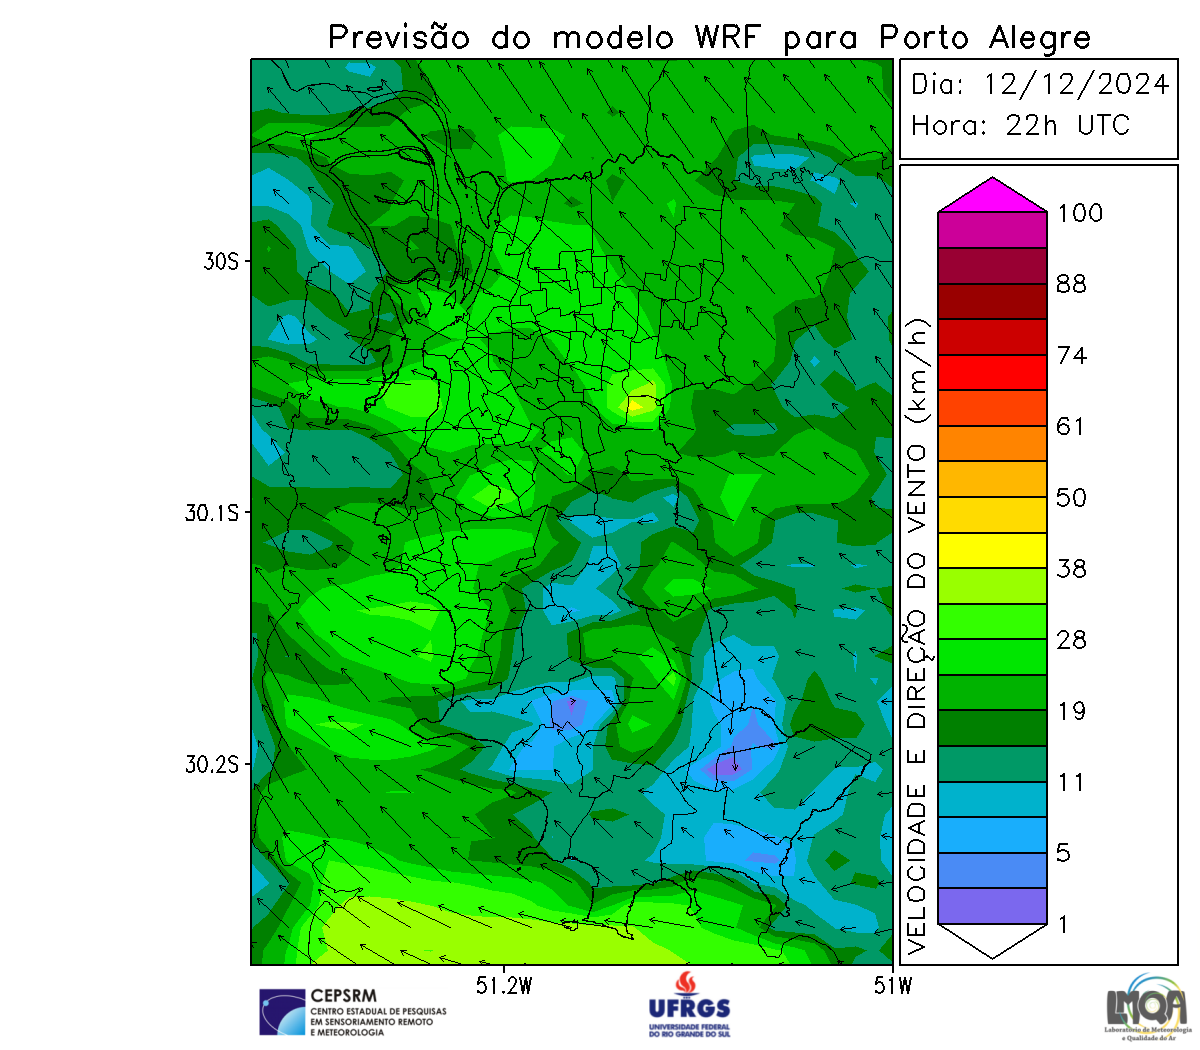 Previsão do modelo WRF para Porto Alegre
Dia: 12/12/2024
Hora: 22h UTC
30S
30.1S
30.2S
51.2W
51W
VELOCIDADE E DIREÇÃO DO VENTO (km/h)
100
88
74
61
50
38
28
19
11
5
1
CEPSRM
CENTRO ESTADUAL DE PESQUISAS
EM SENSORIAMENTO REMOTO
E METEOROLOGIA
UFRGS
UNIVERSIDADE FEDERAL
DO RIO GRANDE DO SUL
LMQA
Laboratório de Meteorologia
e Qualidade do Ar